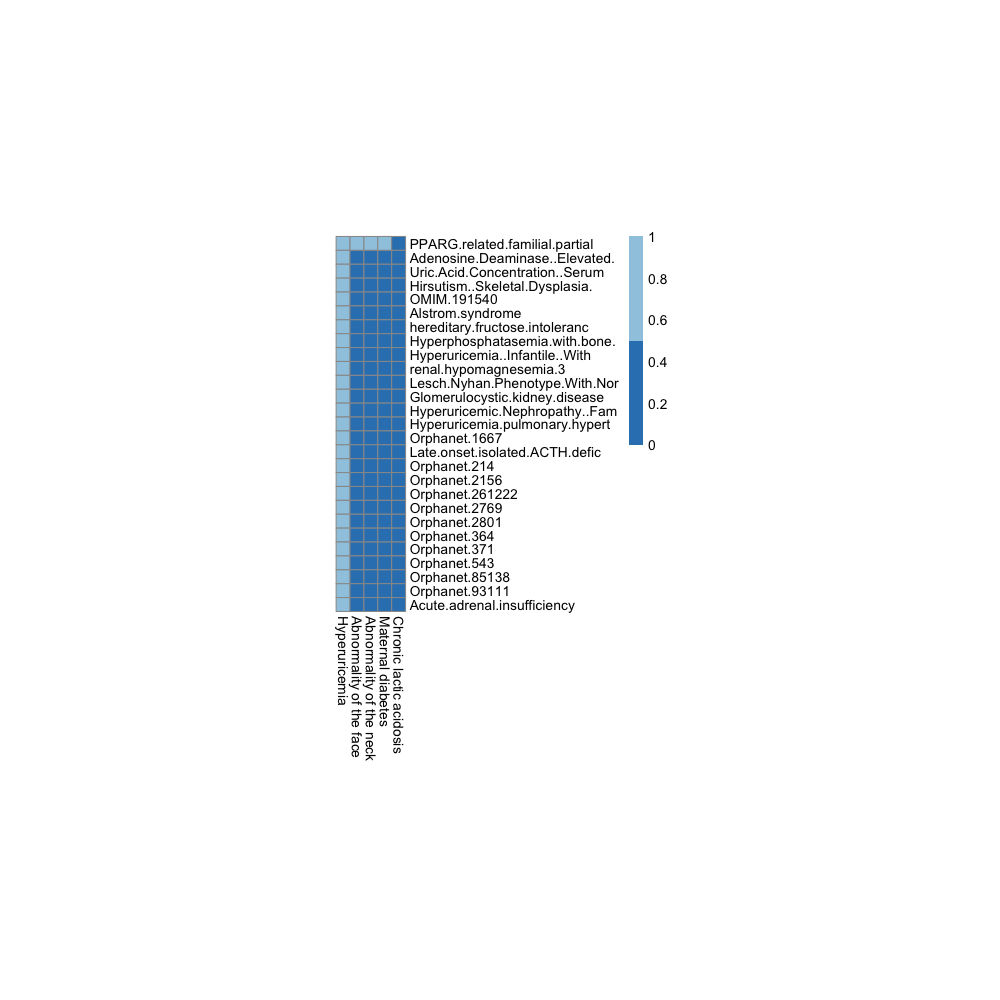 PPARG.related.familial.partial
Adenosine.Deaminase..Elevated.
Uric.Acid.Concentration..Serum
Hirsutism..Skeletal.Dysplasia.
OMIM.191540
Alstrom.syndrome
hereditary.fructose.intoleranc
Hyperphosphatasemia.with.bone.
Hyperuricemia..Infantile..With
renal.hypomagnesemia.3
Lesch.Nyhan.Phenotype.With.Nor
Glomerulocystic.kidney.disease
Hyperuricemic.Nephropathy..Fam
Hyperuricemia.pulmonary.hypert
Orphanet.1667
Late.onset.isolated.ACTH.defic
Orphanet.214
Orphanet.2156
Orphanet.261222
Orphanet.2769
Orphanet.2801
Orphanet.364
Orphanet.371
Orphanet.543
Orphanet.85138
Orphanet.93111
Acute.adrenal.insufficiency
1
0.8
0.6
0.4
0.2
0
Hyperuricemia
Abnormality of the face
Abnormality of the neck
Maternal diabetes
Chronic lactic acidosis